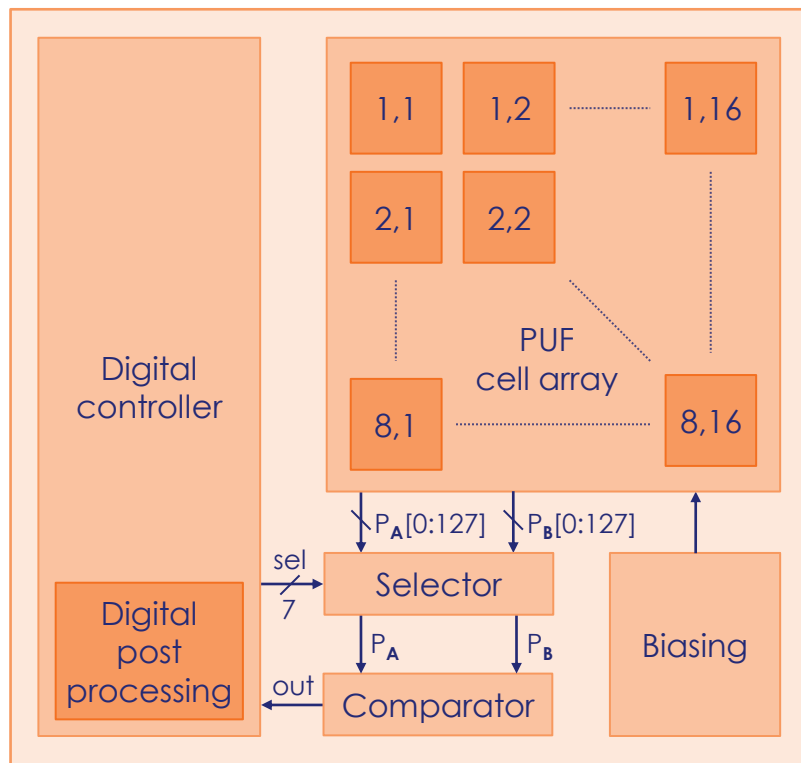 1,1
1,2
1,16
2,1
2,2
PUF
cell array
8,1
8,16
Digital
controller
PA[0:127]
PB[0:127]
sel
7
Selector
Digital
post
processing
PA
PB
Biasing
out
Comparator